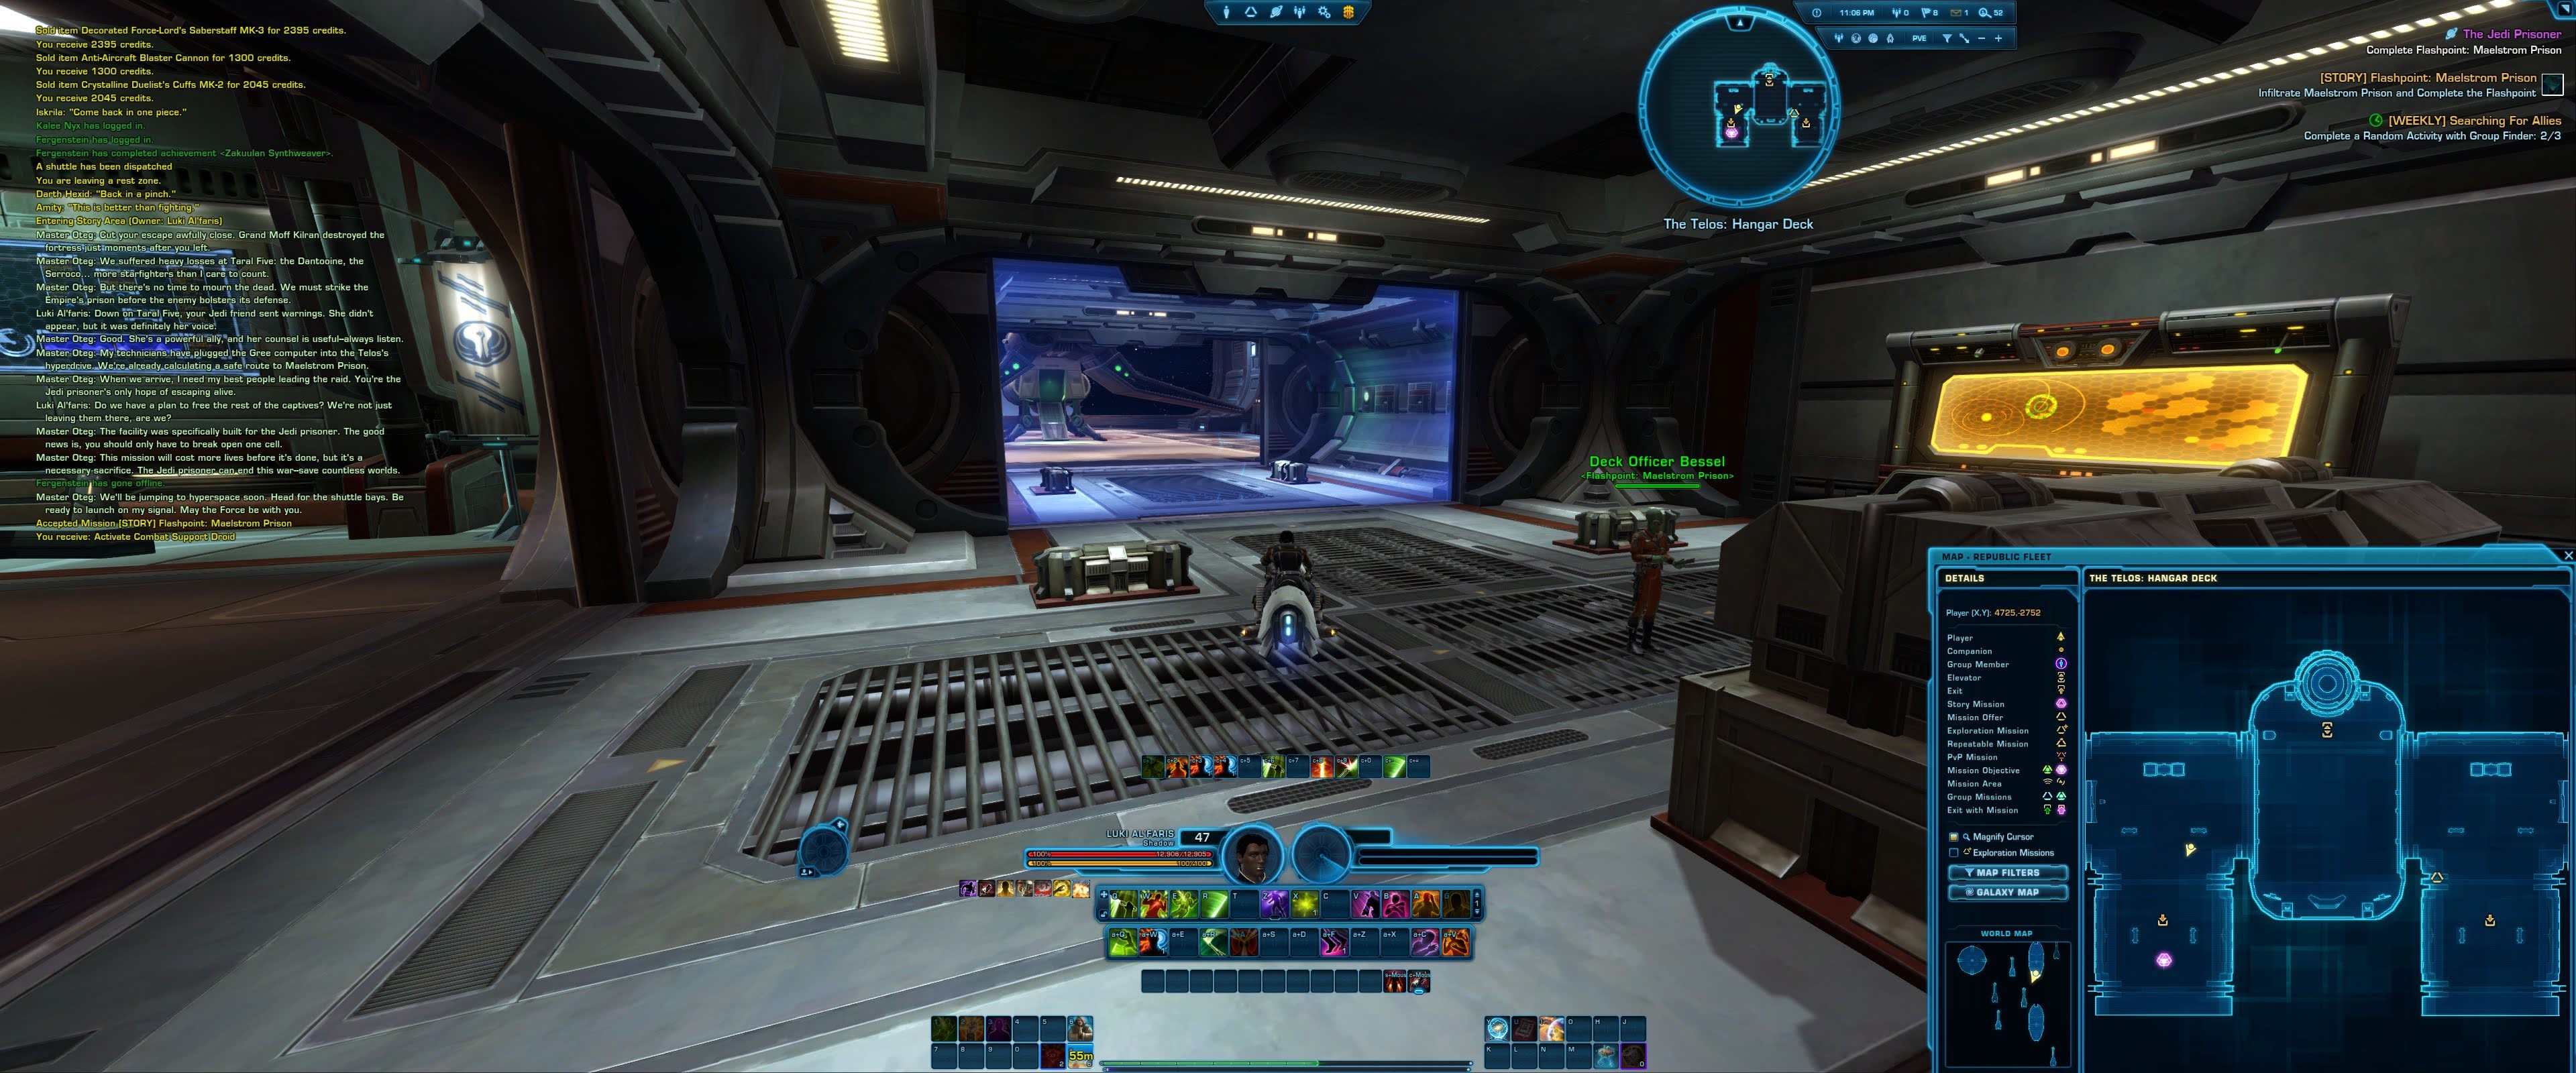 Sold item Decorated Force-Lord's Saberstaff MK-3 for 2395 credits.
You receive 2395 credits.
Sold item Anti-Aircraft Blaster Cannon for 1300 credits.
You receive 1300 credits.
Sold item Crystalline Duelist's Cuffs MK-2 for 2045 credits.
You receive 2045 credits.
Iskrila: "Come back in one piece."
Kalee Nyx has logged in.
Fergenstein has logged in.
Fergenstein has completed achievement <Zakuulan Synthweaver>.
A shuttle has been dispatched
You are leaving a rest zone.
Darth Hexid: "Back in a pinch."
Amity: "This is better than fighting."
Entering Story Area (Owner: Luki Al'faris)
Master Oteg: Cut your escape awfully close. Grand Moff Kilran destroyed the
fortress just moments after you left.
Master Oteg: We suffered heavy losses at Taral Five: the Dantooine, the
Serroco... more starfighters than I care to count.
Master Oteg: But there's no time to mourn the dead. We must strike the
Empire's prison before the enemy bolsters its defense.
Luki Al'faris: Down on Taral Five, your Jedi friend sent warnings. She didn't
appear, but it was definitely her voice.
Master Oteg: Good. She's a powerful ally, and her counsel is useful–always listen.
Master Oteg: My technicians have plugged the Gree computer into the Telos's
hyperdrive. We're already calculating a safe route to Maelstrom Prison.
Master Oteg: When we arrive, I need my best people leading the raid. You're the
Jedi prisoner's only hope of escaping alive.
Luki Al'faris: Do we have a plan to free the rest of the captives? We're not just
leaving them there, are we?
Master Oteg: The facility was specifically built for the Jedi prisoner. The good
news is, you should only have to break open one cell.
Master Oteg: This mission will cost more lives before it's done, but it's a
necessary sacrifice. The Jedi prisoner can end this war–save countless worlds.
Fergenstein has gone offline.
Master Oteg: We'll be jumping to hyperspace soon. Head for the shuttle bays. Be
ready to launch on my signal. May the Force be with you.
Accepted Mission [STORY] Flashpoint: Maelstrom Prison
You receive: Activate Combat Support Droid
11:06 PM 0 8 1 52
PVE
The Telos: Hangar Deck
The Jedi Prisoner
Complete Flashpoint: Maelstrom Prison
[STORY] Flashpoint: Maelstrom Prison
Infiltrate Maelstrom Prison and Complete the Flashpoint
[WEEKLY] Searching For Allies
Complete a Random Activity with Group Finder: 2/3
Deck Officer Bessel
<Flashpoint: Maelstrom Prison>
MAP - REPUBLIC FLEET
DETAILS
THE TELOS: HANGAR DECK
Player (X,Y): 4725,-2752
Player
Companion
Group Member
Elevator
Exit
Story Mission
Mission Offer
Exploration Mission
Repeatable Mission
PvP Mission
Mission Objective
Mission Area
Group Missions
Exit with Mission
Magnify Cursor
Exploration Missions
MAP FILTERS
GALAXY MAP
WORLD MAP
LUKI AL'FARIS
Shadow
47
100%
100%
100/100
R T X C V B
a+Q a+W a+E a+S a+D a+Z a+X a+C a+V
c+5 c+7 c+0
4 5
7 8 9 0
55m
U O H J
K L N M